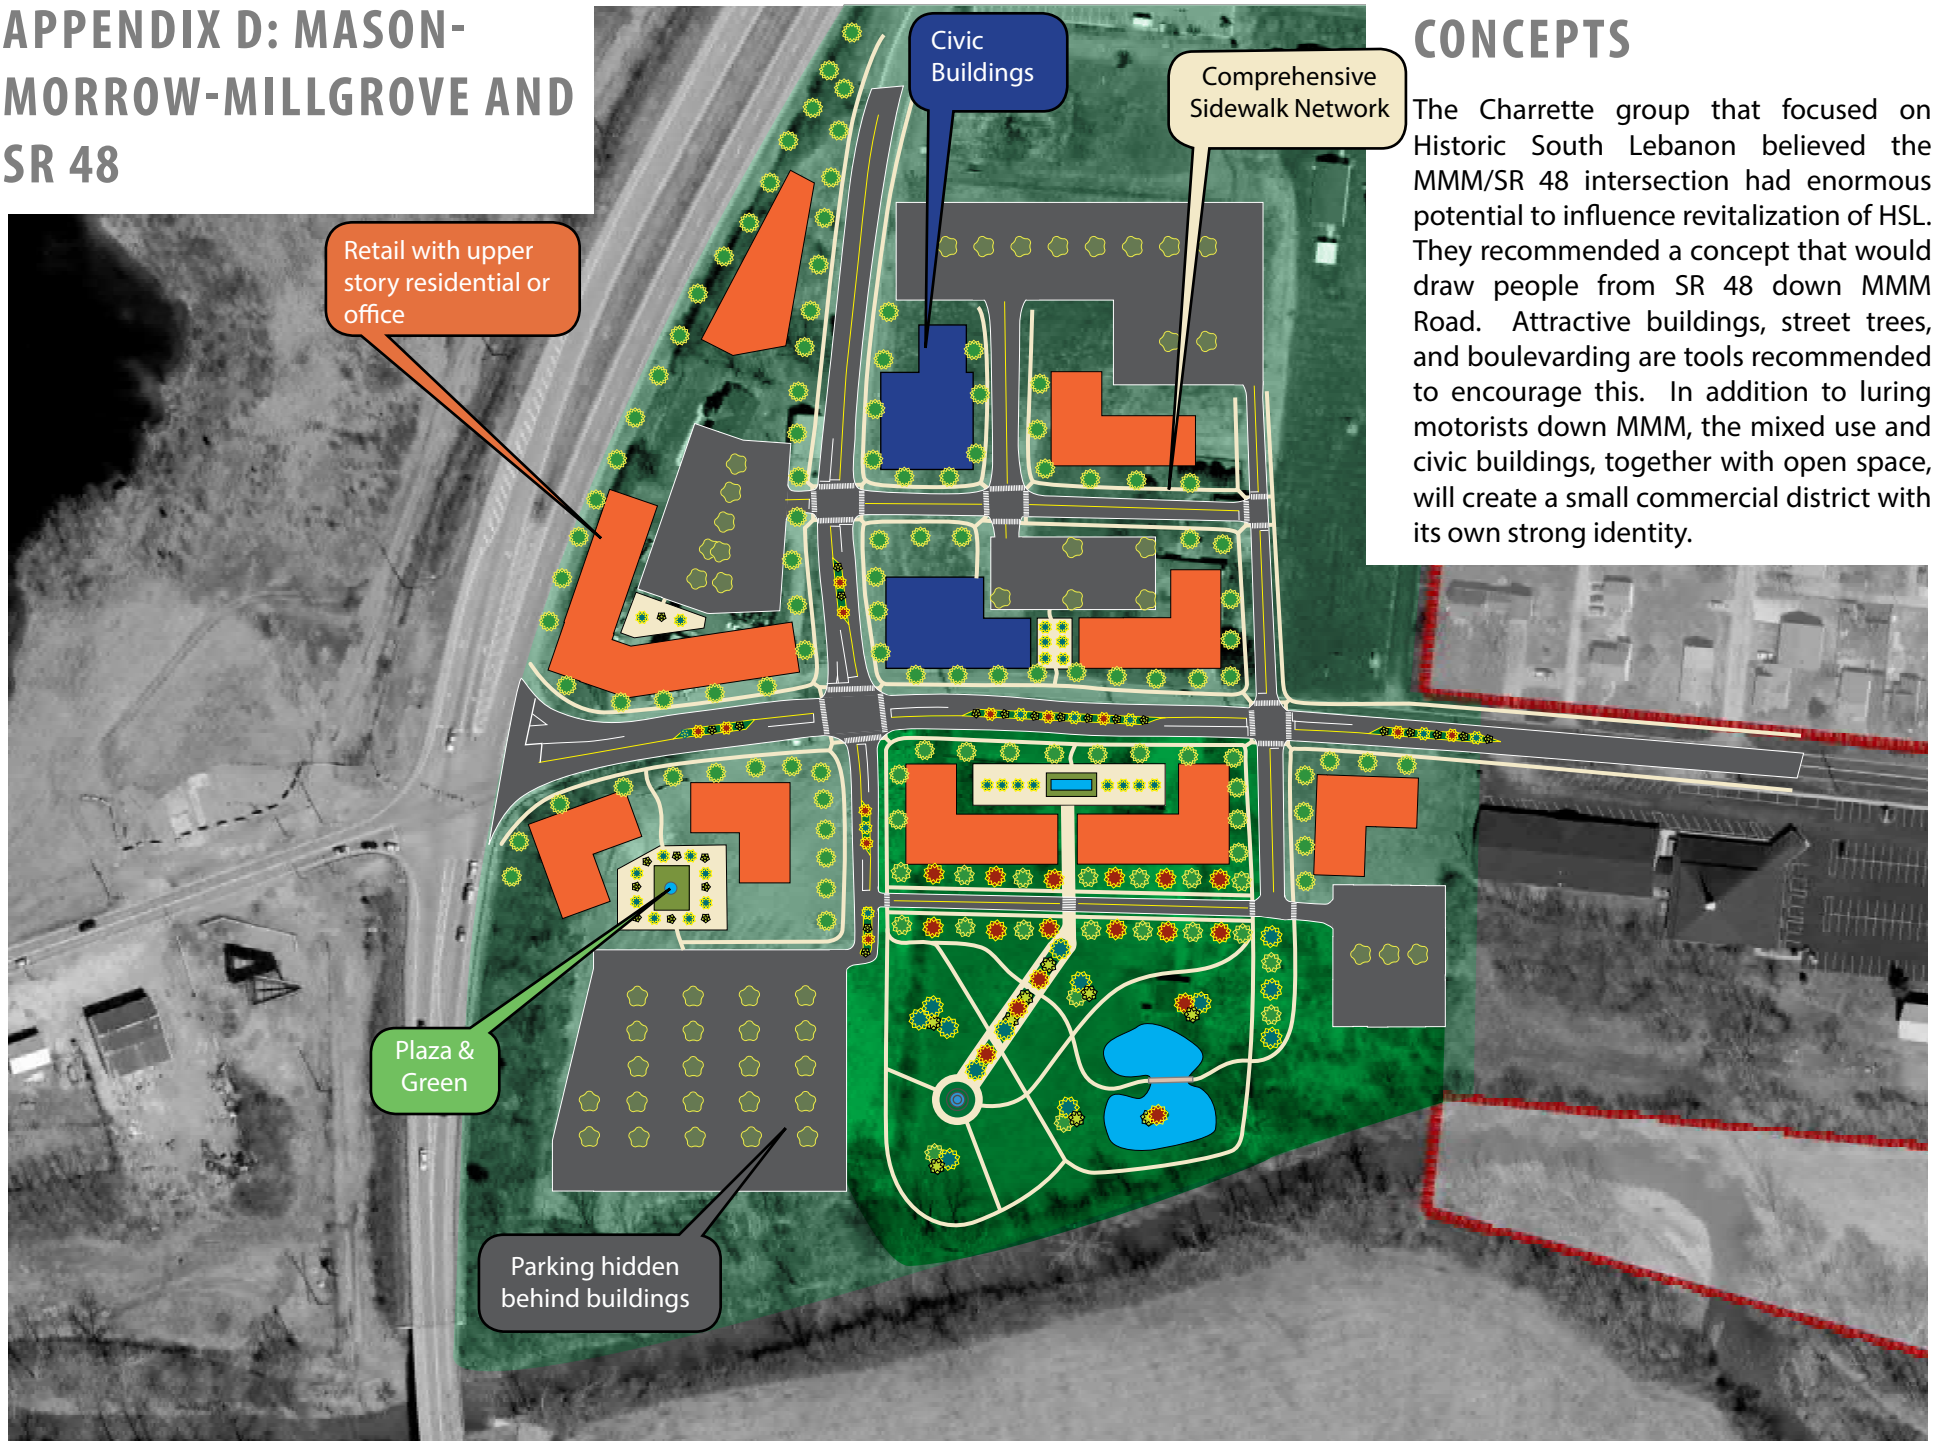 APPENDIX D: MASON-
MORROW-MILLGROVE AND
SR 48
CONCEPTS
The Charrette group that focused on
Historic South Lebanon believed the
MMM/SR 48 intersection had enormous
potential to influence revitalization of HSL.
They recommended a concept that would
draw people from SR 48 down MMM
Road. Attractive buildings, street trees,
and boulevarding are tools recommended
to encourage this. In addition to luring
motorists down MMM, the mixed use and
civic buildings, together with open space,
will create a small commercial district with
its own strong identity.
Civic
Buildings
Comprehensive
Sidewalk Network
Retail with upper
story residential or
office
Plaza &
Green
Parking hidden
behind buildings